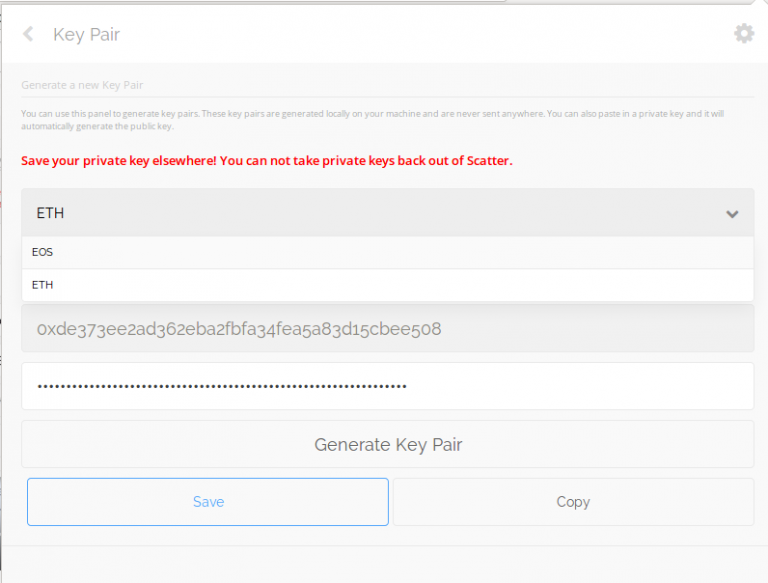 Key Pair
Generate a new Key Pair
You can use this panel to generate key pairs. These key pairs are generated locally on your machine and are never sent anywhere. You can also paste in a private key and it will
automatically generate the public key.
Save your private key elsewhere! You can not take private keys back out of Scatter.
ETH
EOS
ETH
0xde373ee2ad362eba2fbfa34fea5a83d15cbee508
Generate Key Pair
Save
Copy